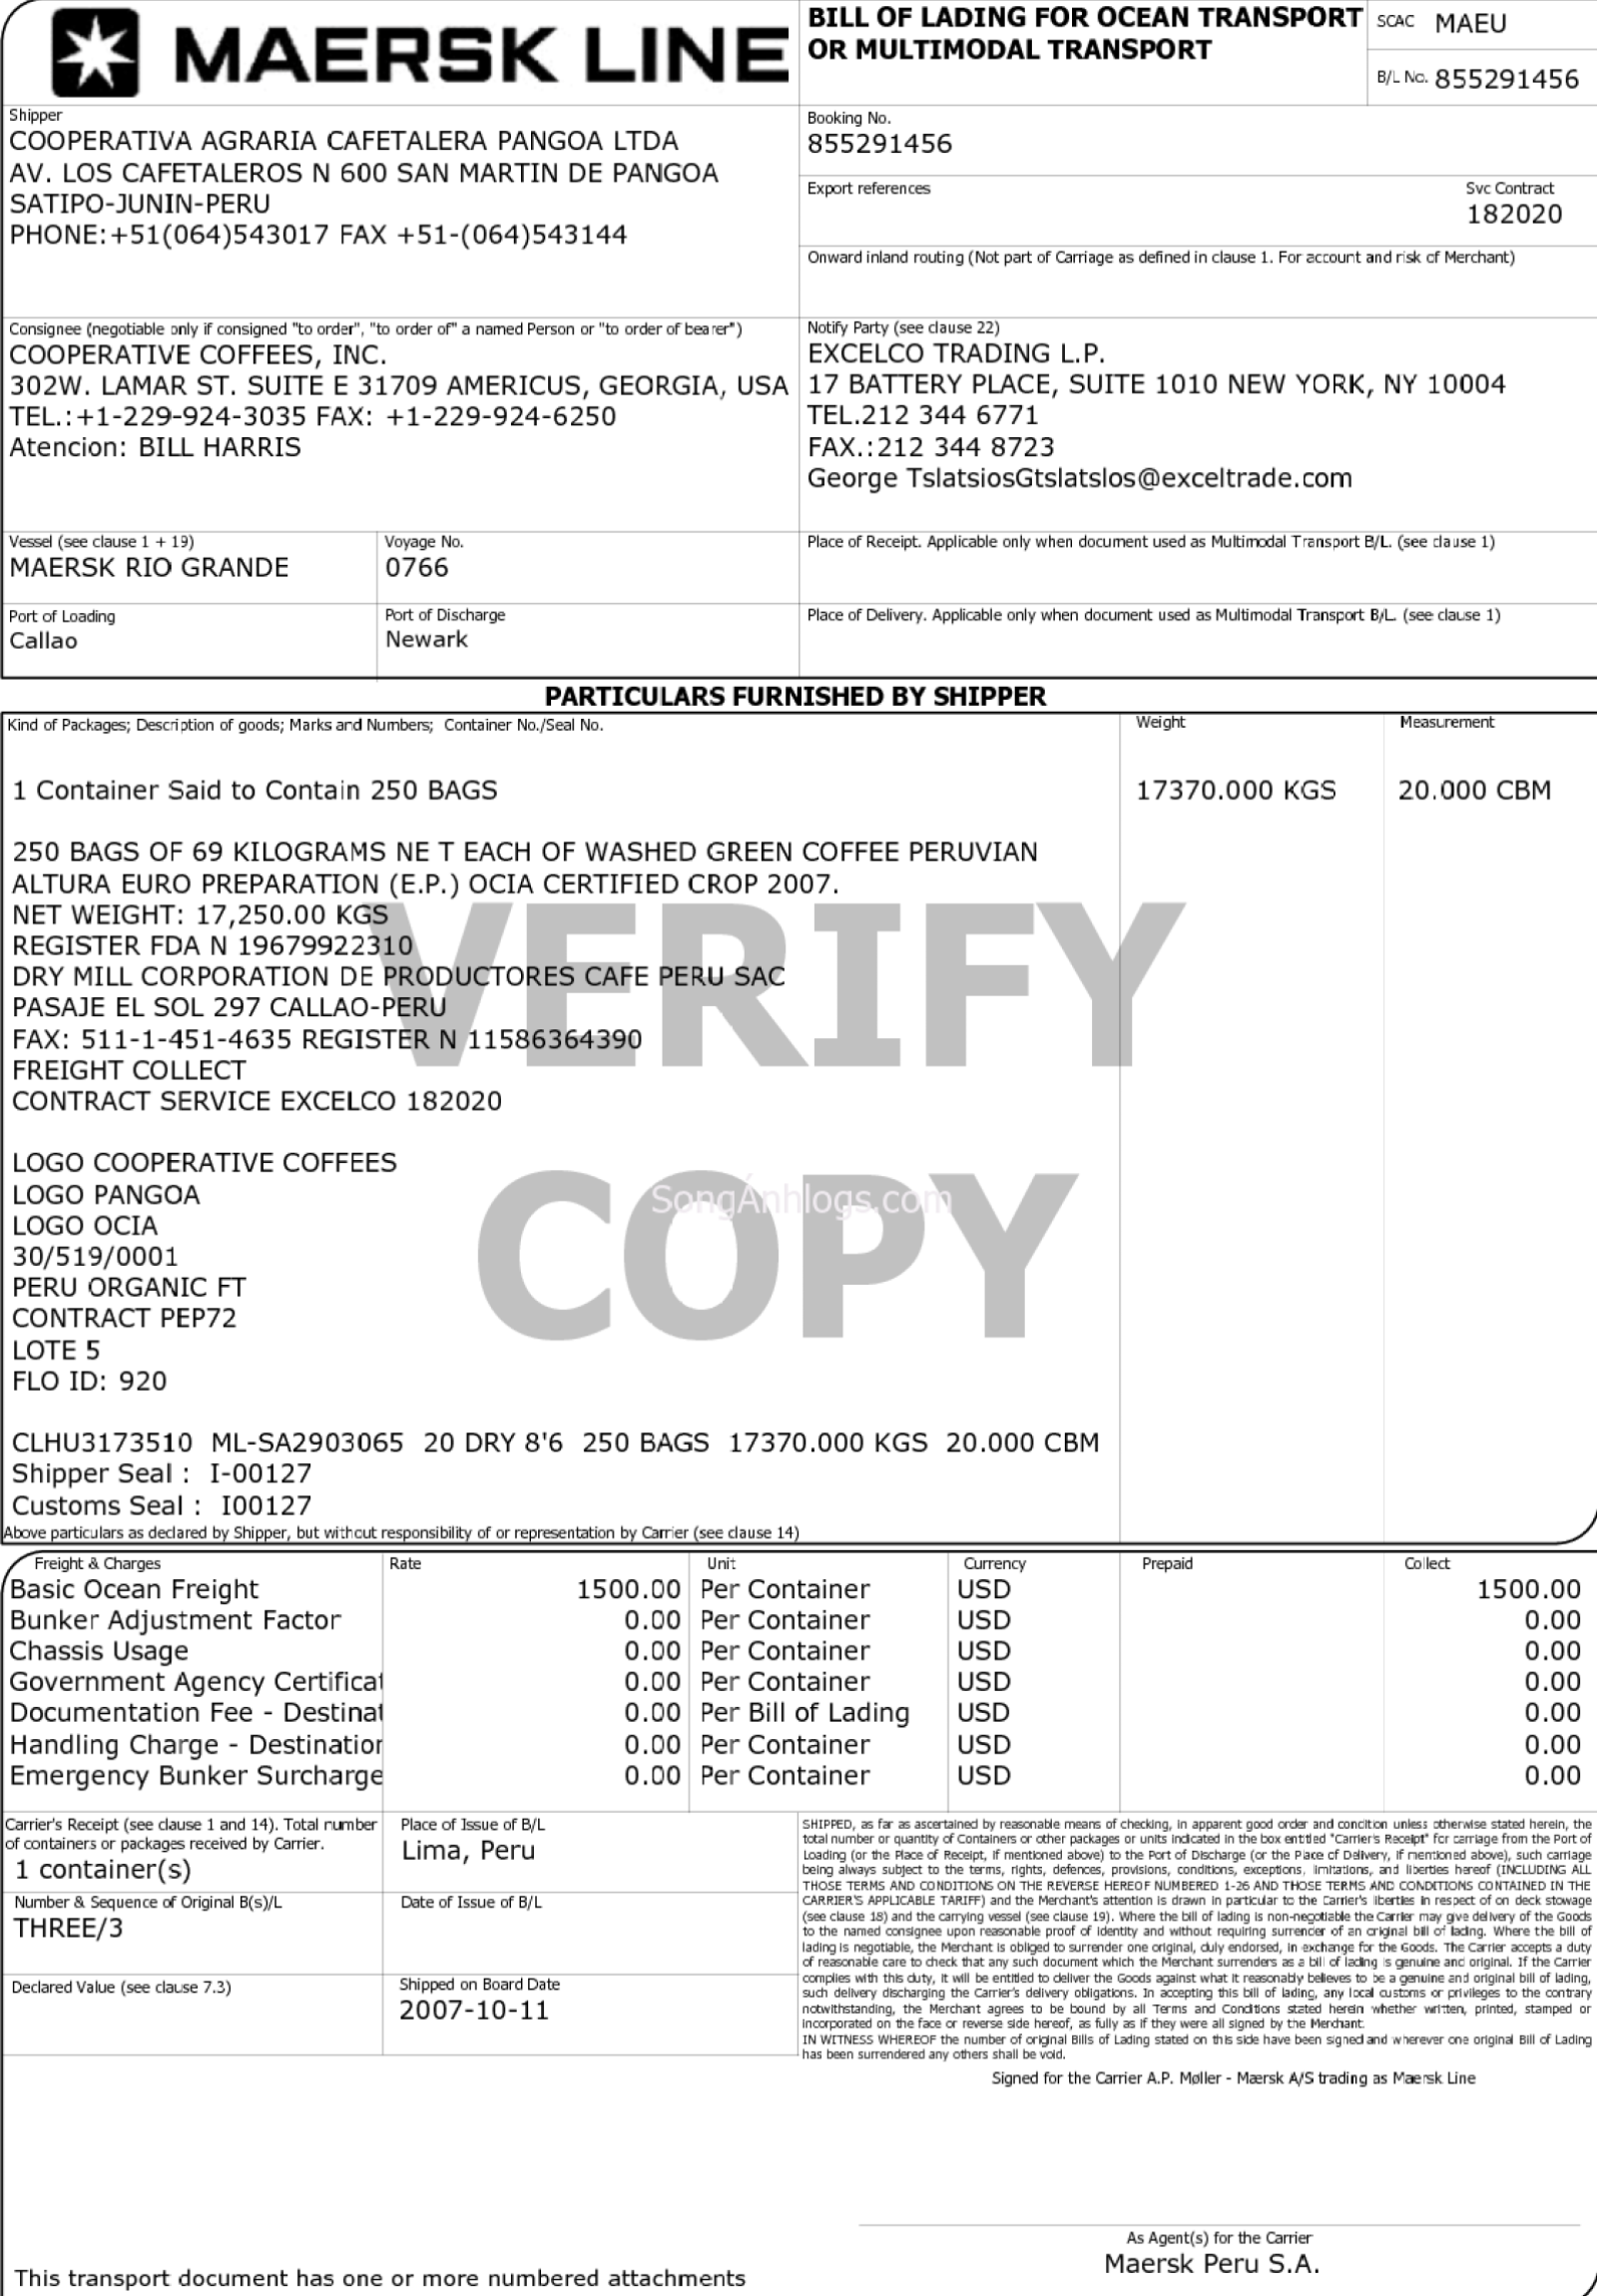 MAERSK LINE
BILL OF LADING FOR OCEAN TRANSPORT
OR MULTIMODAL TRANSPORT
SCAC MAEU
B/L No. 855291456
Shipper
COOPERATIVA AGRARIA CAFETALERA PANGOA LTDA
AV. LOS CAFETALEROS N 600 SAN MARTIN DE PANGOA
SATIPO-JUNIN-PERU
PHONE:+51(064)543017 FAX +51-(064)543144
Booking No.
855291456
Export references
Svc Contract
182020
Onward inland routing (Not part of Carriage as defined in clause 1. For account and risk of Merchant)
Consignee (negotiable only if consigned "to order", "to order of" a named Person or "to order of bearer")
COOPERATIVE COFFEES, INC.
302W. LAMAR ST. SUITE E 31709 AMERICUS, GEORGIA, USA
TEL.:+1-229-924-3035 FAX: +1-229-924-6250
Atencion: BILL HARRIS
Notify Party (see clause 22)
EXCELCO TRADING L.P.
17 BATTERY PLACE, SUITE 1010 NEW YORK, NY 10004
TEL.212 344 6771
FAX.:212 344 8723
George TslatsiosGtslatslos@exceltrade.com
Vessel (see clause 1 + 19)
MAERSK RIO GRANDE
Voyage No.
0766
Place of Receipt. Applicable only when document used as Multimodal Transport B/L. (see clause 1)
Port of Loading
Callao
Port of Discharge
Newark
Place of Delivery. Applicable only when document used as Multimodal Transport B/L. (see clause 1)
PARTICULARS FURNISHED BY SHIPPER
Kind of Packages; Description of goods; Marks and Numbers; Container No./Seal No.
Weight
Measurement
1 Container Said to Contain 250 BAGS
17370.000 KGS
20.000 CBM
250 BAGS OF 69 KILOGRAMS NE T EACH OF WASHED GREEN COFFEE PERUVIAN
ALTURA EURO PREPARATION (E.P.) OCIA CERTIFIED CROP 2007.
NET WEIGHT: 17,250.00 KGS
REGISTER FDA N 19679922310
DRY MILL CORPORATION DE PRODUCTORES CAFE PERU SAC
PASAJE EL SOL 297 CALLAO-PERU
FAX: 511-1-451-4635 REGISTER N 11586364390
FREIGHT COLLECT
CONTRACT SERVICE EXCELCO 182020
VERIFY
COPY
SongÁnhlogs.com
LOGO COOPERATIVE COFFEES
LOGO PANGOA
LOGO OCIA
30/519/0001
PERU ORGANIC FT
CONTRACT PEP72
LOTE 5
FLO ID: 920
CLHU3173510 ML-SA2903065 20 DRY 8'6 250 BAGS 17370.000 KGS 20.000 CBM
Shipper Seal : I-00127
Customs Seal : I00127
Above particulars as declared by Shipper, but without responsibility of or representation by Carrier (see clause 14)
Freight & Charges Rate Unit Currency Prepaid Collect
Basic Ocean Freight 1500.00 Per Container USD 1500.00
Bunker Adjustment Factor 0.00 Per Container USD 0.00
Chassis Usage 0.00 Per Container USD 0.00
Government Agency Certificat 0.00 Per Container USD 0.00
Documentation Fee - Destinat 0.00 Per Bill of Lading USD 0.00
Handling Charge - Destination 0.00 Per Container USD 0.00
Emergency Bunker Surcharge 0.00 Per Container USD 0.00
Carrier's Receipt (see clause 1 and 14). Total number
of containers or packages received by Carrier.
1 container(s)
Place of Issue of B/L
Lima, Peru
Number & Sequence of Original B(s)/L
THREE/3
Date of Issue of B/L
Declared Value (see clause 7.3)
Shipped on Board Date
2007-10-11
SHIPPED, as far as ascertained by reasonable means of checking, in apparent good order and condition unless otherwise stated herein, the
total number or quantity of Containers or other packages or units indicated in the box entitled "Carrier's Receipt" for carriage from the Port of
Loading (or the Place of Receipt, if mentioned above) to the Port of Discharge (or the Place of Delivery, if mentioned above), such carriage
being always subject to the terms, rights, defences, provisions, conditions, exceptions, limitations, and liberties hereof (INCLUDING ALL
THOSE TERMS AND CONDITIONS ON THE REVERSE HEREOF NUMBERED 1-26 AND THOSE TERMS AND CONDITIONS CONTAINED IN THE
CARRIER'S APPLICABLE TARIFF) and the Merchant's attention is drawn in particular to the Carrier's liberties in respect of on deck stowage
(see clause 18) and the carrying vessel (see clause 19). Where the bill of lading is non-negotiable the Carrier may give delivery of the Goods
to the named consignee upon reasonable proof of identity and without requiring surrender of an original bill of lading. Where the bill of
lading is negotiable, the Merchant is obliged to surrender one original, duly endorsed, in exchange for the Goods. The Carrier accepts a duty
of reasonable care to check that any such document which the Merchant surrenders as a bill of lading is genuine and original. If the Carrier
complies with this duty, it will be entitled to deliver the Goods against what it reasonably believes to be a genuine and original bill of lading,
such delivery discharging the Carrier's delivery obligations. In accepting this bill of lading, any local customs or privileges to the contrary
notwithstanding, the Merchant agrees to be bound by all Terms and Conditions stated herein whether written, printed, stamped or
incorporated on the face or reverse side hereof, as fully as if they were all signed by the Merchant.
IN WITNESS WHEREOF the number of original Bills of Lading stated on this side have been signed and wherever one original Bill of Lading
has been surrendered any others shall be void.
Signed for the Carrier A.P. Møller - Mærsk A/S trading as Maersk Line
As Agent(s) for the Carrier
Maersk Peru S.A.
This transport document has one or more numbered attachments